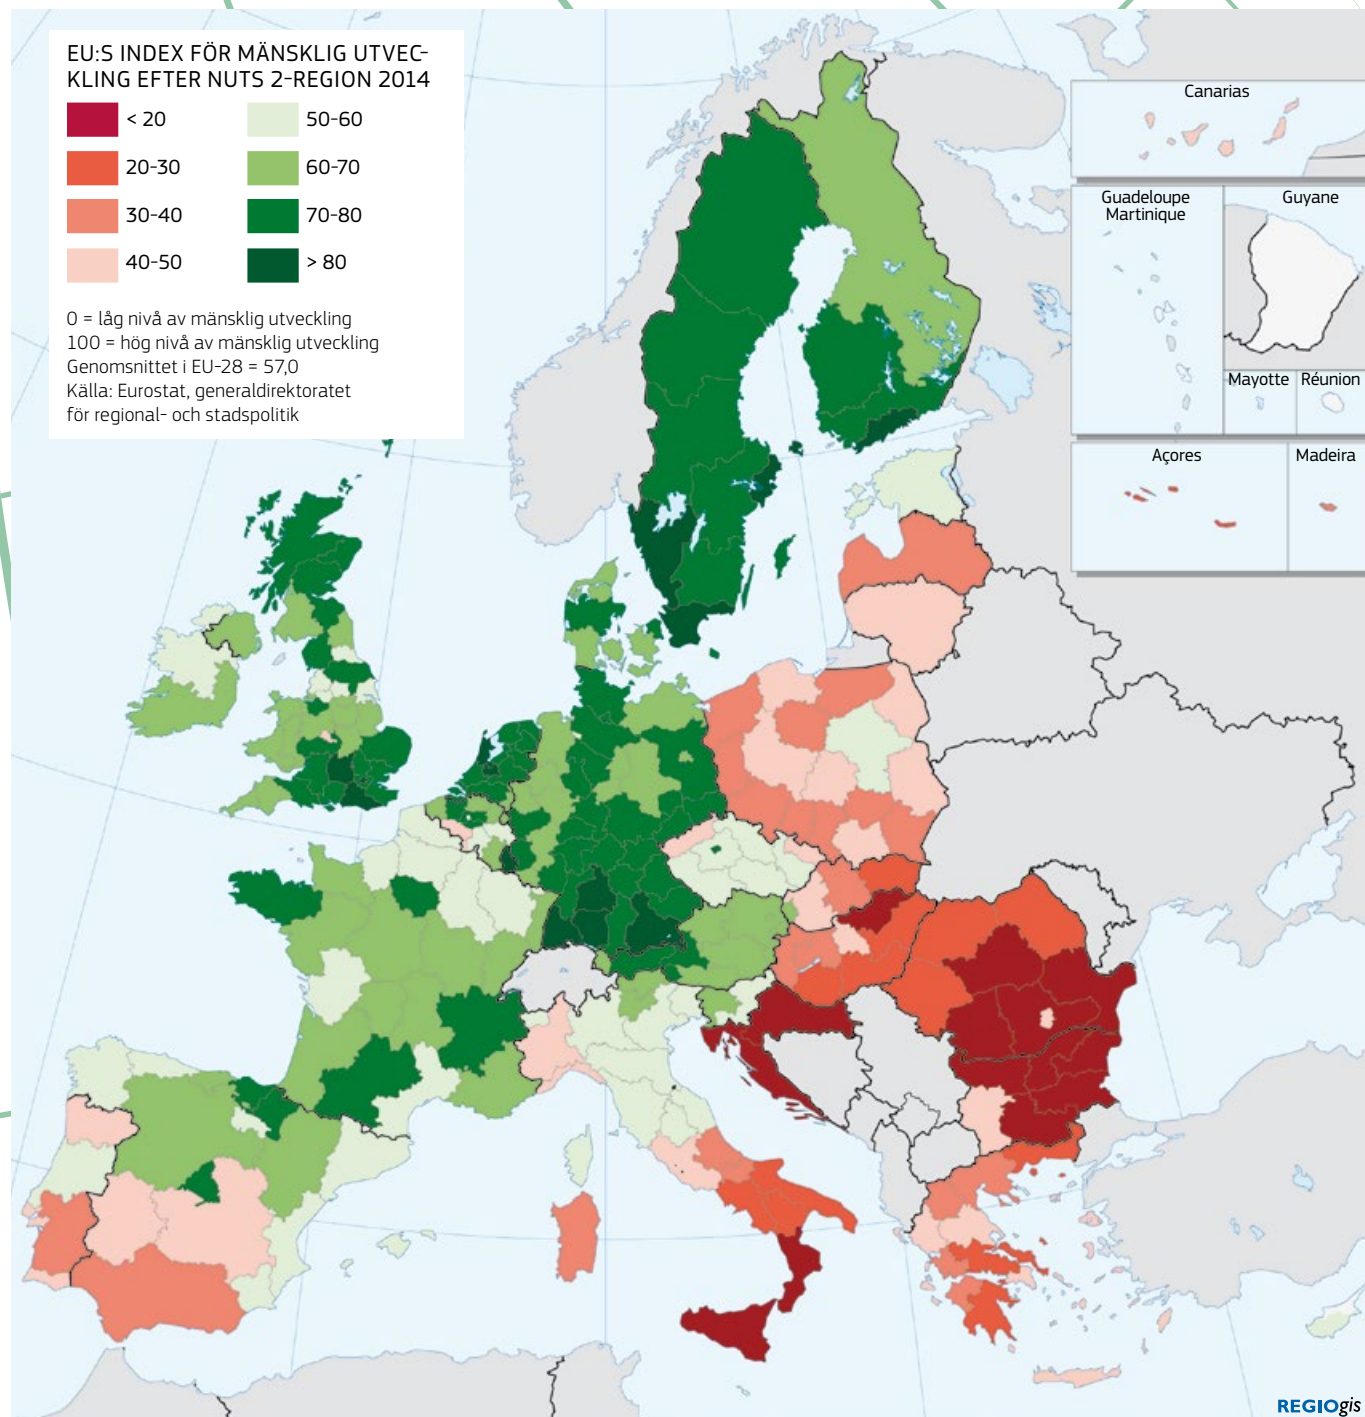 EU:S INDEX FÖR MÄNSKLIG UTVEC-
KLING EFTER NUTS 2-REGION 2014
< 20
50-60
20-30
60-70
30-40
70-80
40-50
> 80
0 = låg nivå av mänsklig utveckling
100 = hög nivå av mänsklig utveckling
Genomsnittet i EU-28 = 57,0
Källa: Eurostat, generaldirektoratet
för regional- och stadspolitik
Canarias
Guadeloupe
Martinique
Guyane
Mayotte
Réunion
Açores
Madeira
REGIOgis